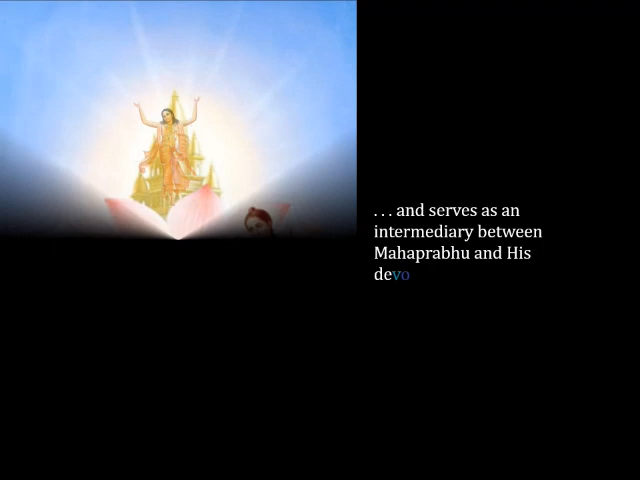 . . . and serves as an
intermediary between
Mahaprabhu and His
devo